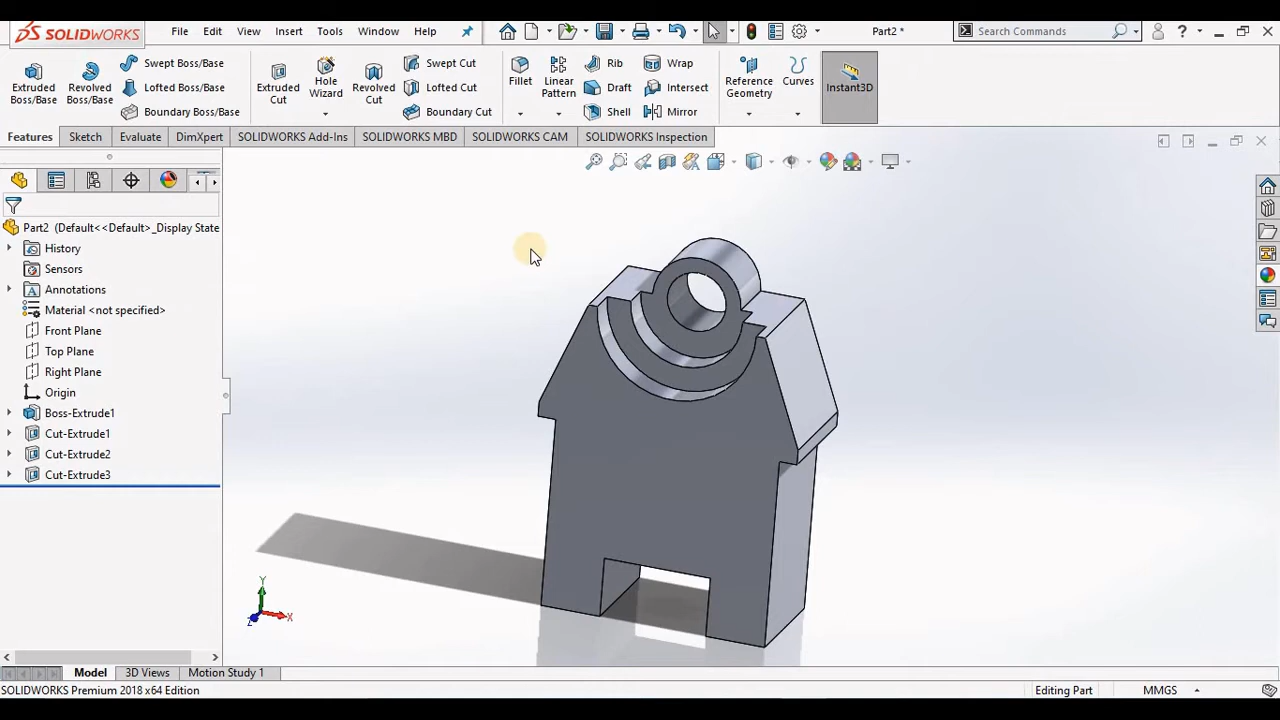 SOLIDWORKS File Edit View Insert Tools Window Help Part2 * Search Commands ?
Extruded Boss/Base
Revolved Boss/Base
Swept Boss/Base
Lofted Boss/Base
Boundary Boss/Base
Extruded Cut
Hole Wizard
Revolved Cut
Swept Cut
Lofted Cut
Boundary Cut
Fillet
Linear Pattern
Rib
Draft
Shell
Wrap
Intersect
Mirror
Reference Geometry
Curves
Instant3D
Features Sketch Evaluate DimXpert SOLIDWORKS Add-Ins SOLIDWORKS MBD SOLIDWORKS CAM SOLIDWORKS Inspection
Part2 (Default<<Default>_Display State
History
Sensors
Annotations
Material <not specified>
Front Plane
Top Plane
Right Plane
Origin
Boss-Extrude1
Cut-Extrude1
Cut-Extrude2
Cut-Extrude3
Y
X
Z
Model 3D Views Motion Study 1
SOLIDWORKS Premium 2018 x64 Edition Editing Part MMGS